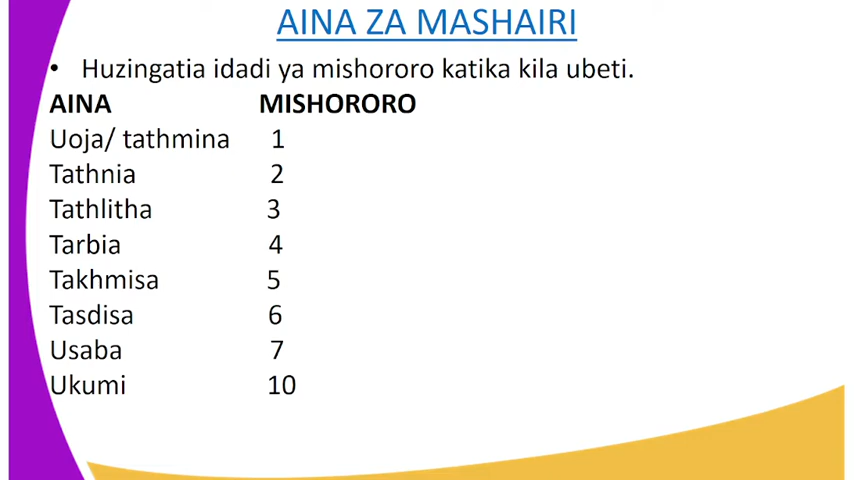 AINA ZA MASHAIRI
• Huzingatia idadi ya mishororo katika kila ubeti.
AINA MISHORORO
Uoja/ tathmina 1
Tathnia 2
Tathlitha 3
Tarbia 4
Takhmisa 5
Tasdisa 6
Usaba 7
Ukumi 10